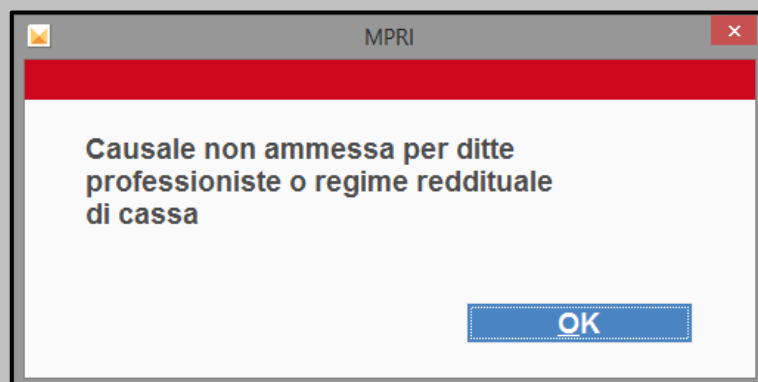 MPRI
Causale non ammessa per ditte
professioniste o regime reddituale
di cassa
OK